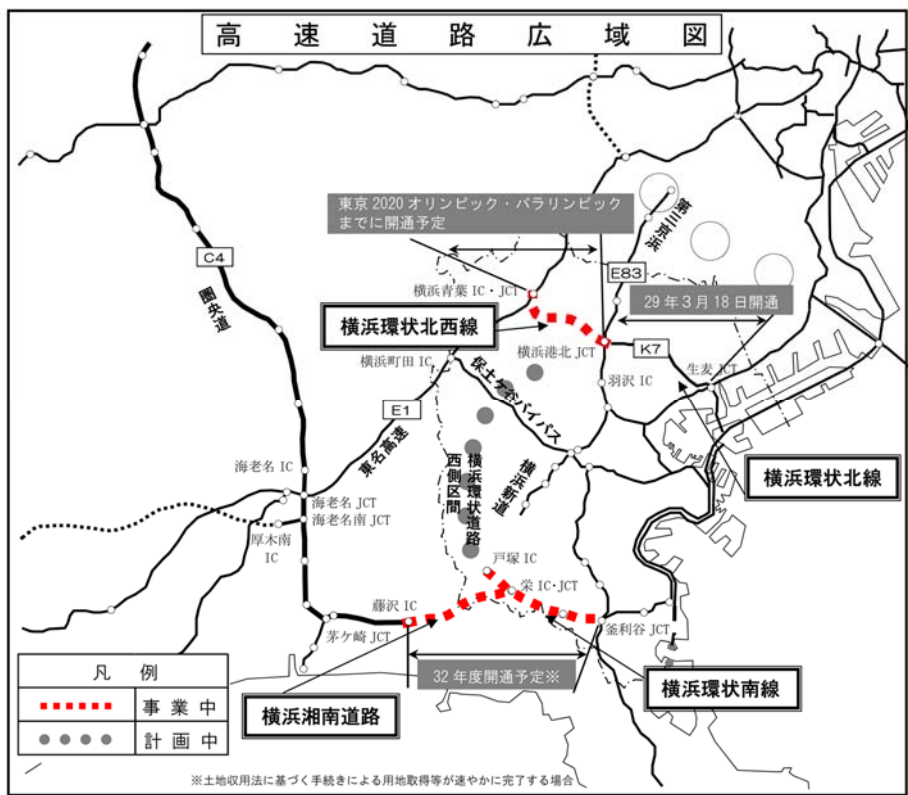 高速道路広域図
東京2020オリンピック・パラリンピック
までに開通予定
第三京浜
C4
圏央道
E83
横浜青葉 IC・JCT
29年3月18日開通
横浜環状北西線
横浜港北 JCT
K7
横浜町田 IC
保土ケ谷バイパス
羽沢 IC
生麦 JCT
E1
東名高速
横浜環状道路
西側区間
横浜新道
横浜環状北線
海老名 IC
海老名 JCT
海老名南 JCT
厚木南
IC
戸塚 IC
栄 IC・JCT
藤沢 IC
釜利谷 JCT
茅ケ崎 JCT
32年度開通予定※
横浜環状南線
横浜湘南道路
凡例
事業中
計画中
※土地収用法に基づく手続きによる用地取得等が速やかに完了する場合